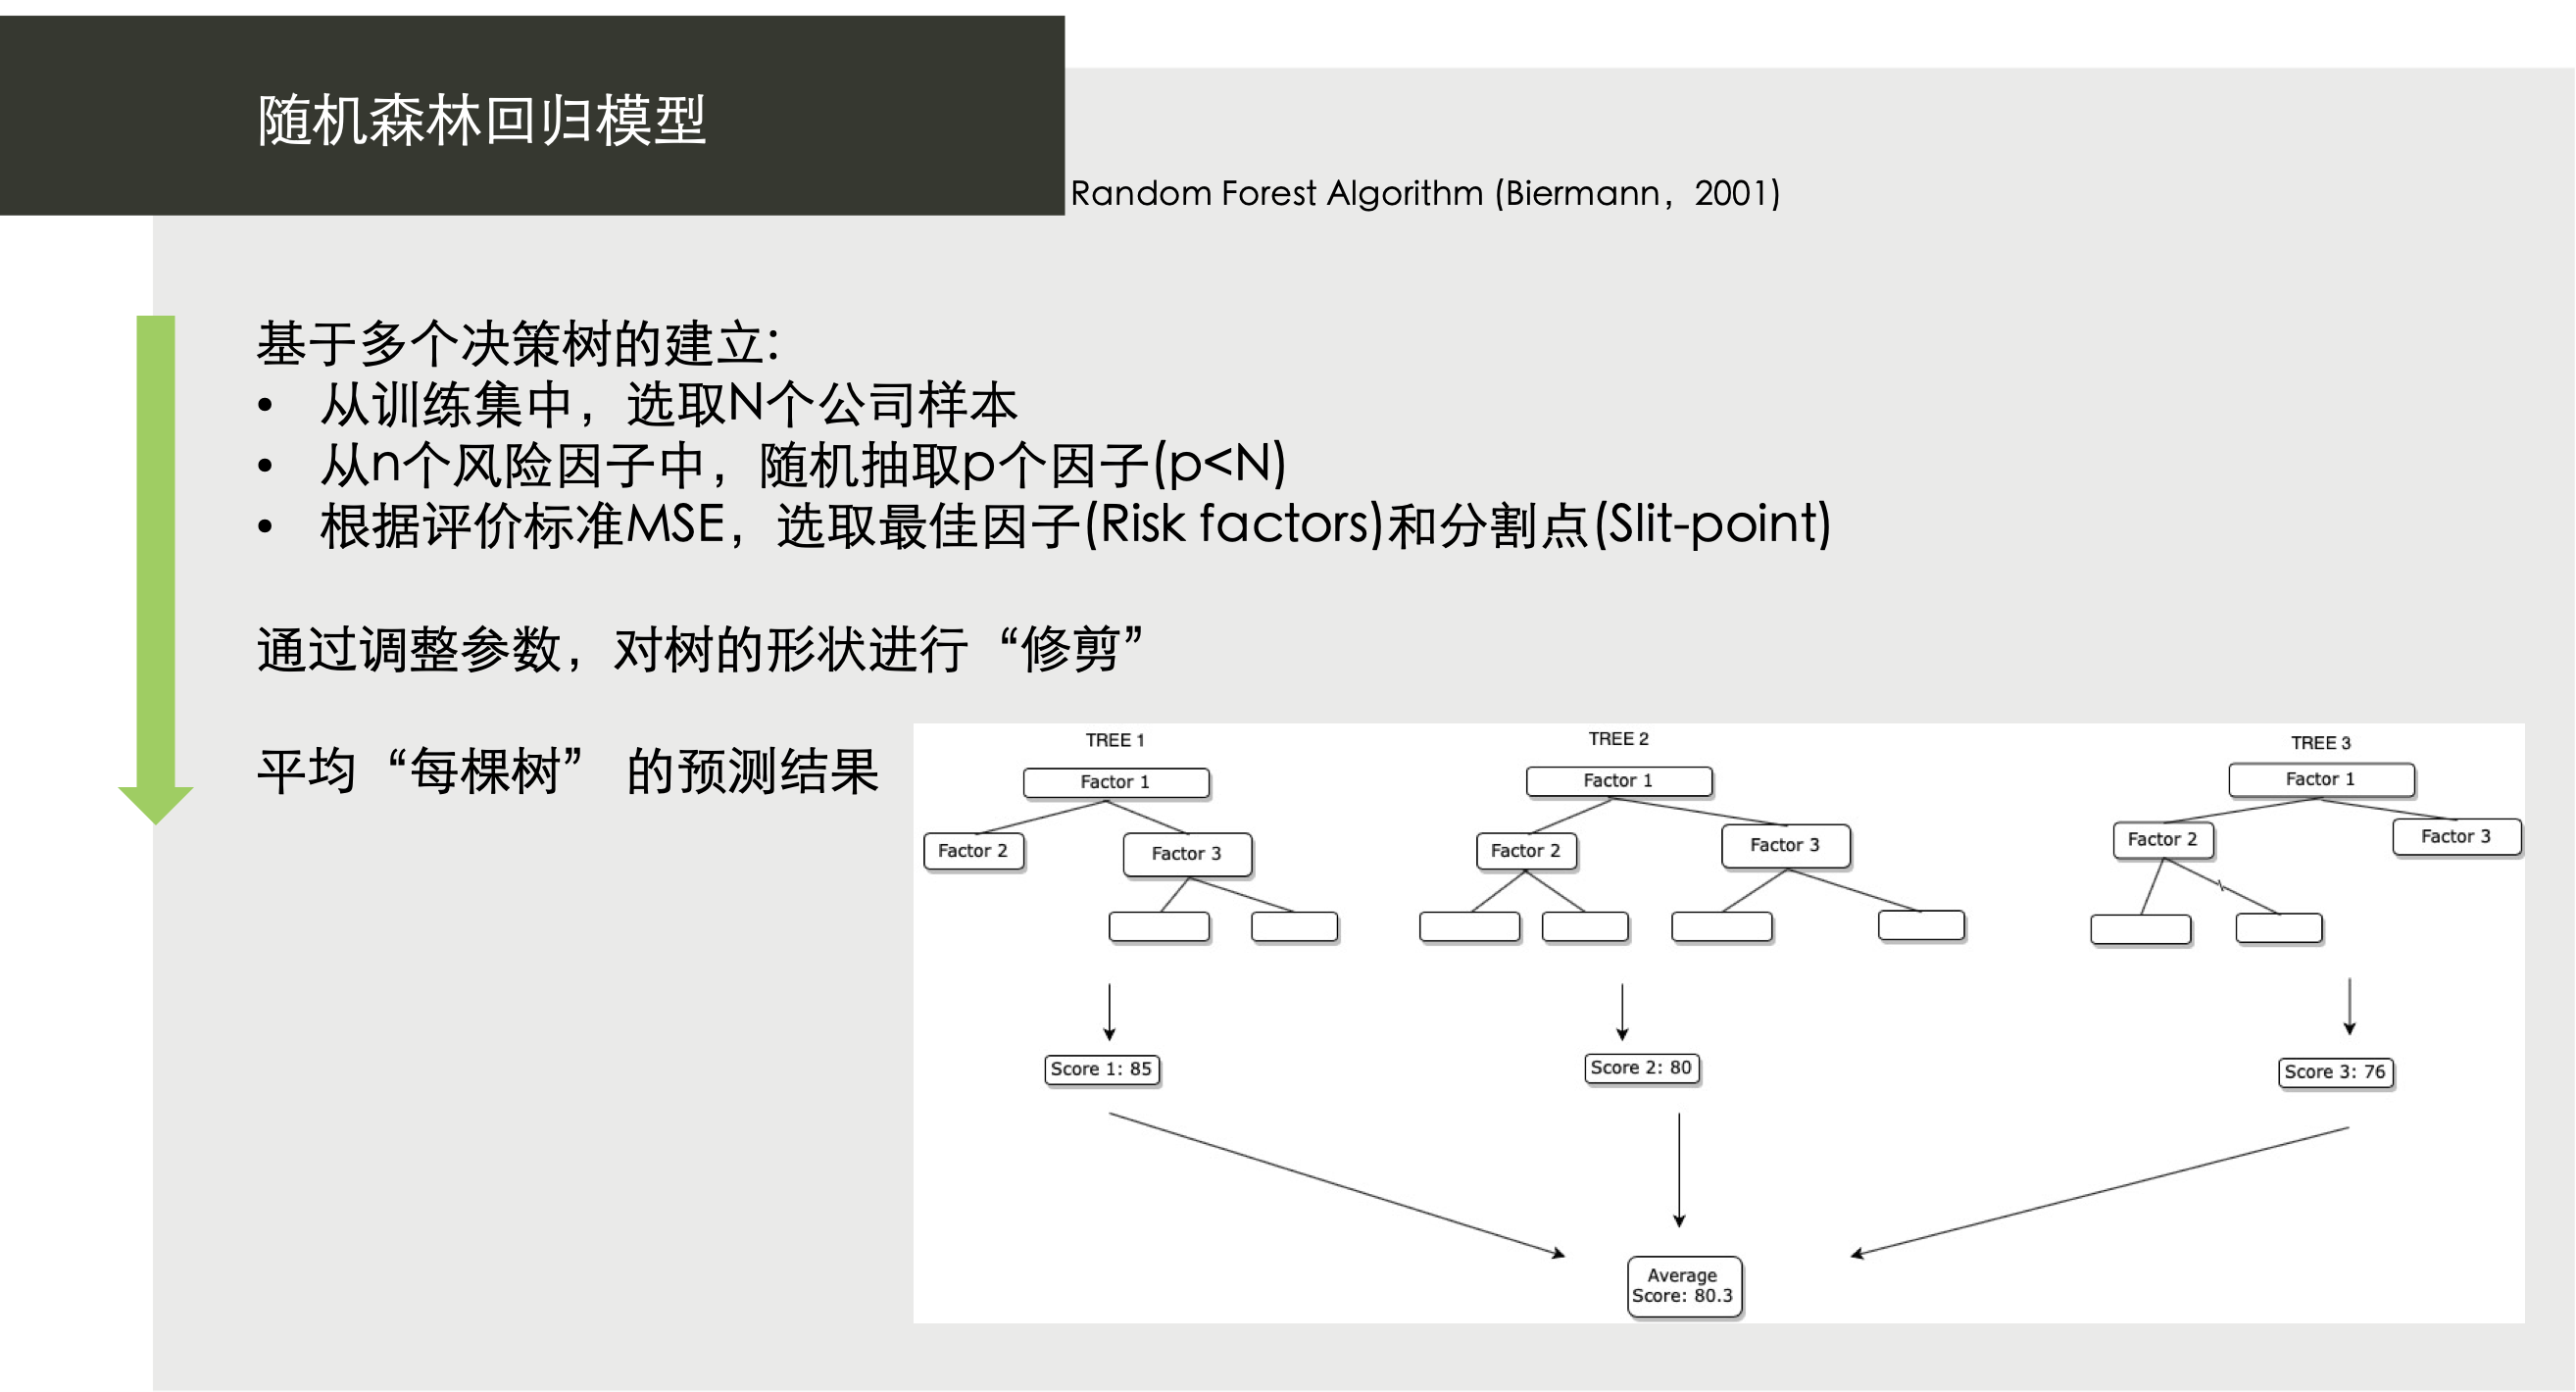 随机森林回归模型
Random Forest Algorithm (Biermann，2001)
基于多个决策树的建立:
• 从训练集中，选取N个公司样本
• 从n个风险因子中，随机抽取p个因子(p<N)
• 根据评价标准MSE，选取最佳因子(Risk factors)和分割点(Slit-point)
通过调整参数，对树的形状进行“修剪”
平均“每棵树” 的预测结果
TREE 1
Factor 1
Factor 2
Factor 3
Score 1: 85
TREE 2
Factor 1
Factor 2
Factor 3
Score 2: 80
TREE 3
Factor 1
Factor 2
Factor 3
Score 3: 76
Average
Score: 80.3